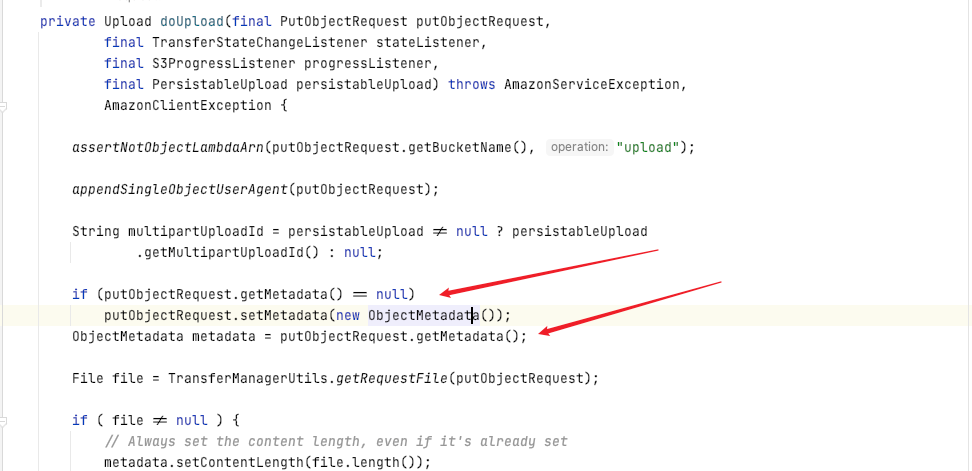 private Upload doUpload(final PutObjectRequest putObjectRequest,
final TransferStateChangeListener stateListener,
final S3ProgressListener progressListener,
final PersistableUpload persistableUpload) throws AmazonServiceException,
AmazonClientException {
assertNotObjectLambdaArn(putObjectRequest.getBucketName(), operation: "upload");
appendSingleObjectUserAgent(putObjectRequest);
String multipartUploadId = persistableUpload ≠ null ? persistableUpload
.getMultipartUploadId() : null;
if (putObjectRequest.getMetadata() == null)
putObjectRequest.setMetadata(new ObjectMetadata());
ObjectMetadata metadata = putObjectRequest.getMetadata();
File file = TransferManagerUtils.getRequestFile(putObjectRequest);
if ( file ≠ null ) {
// Always set the content length, even if it's already set
metadata.setContentLength(file.length());